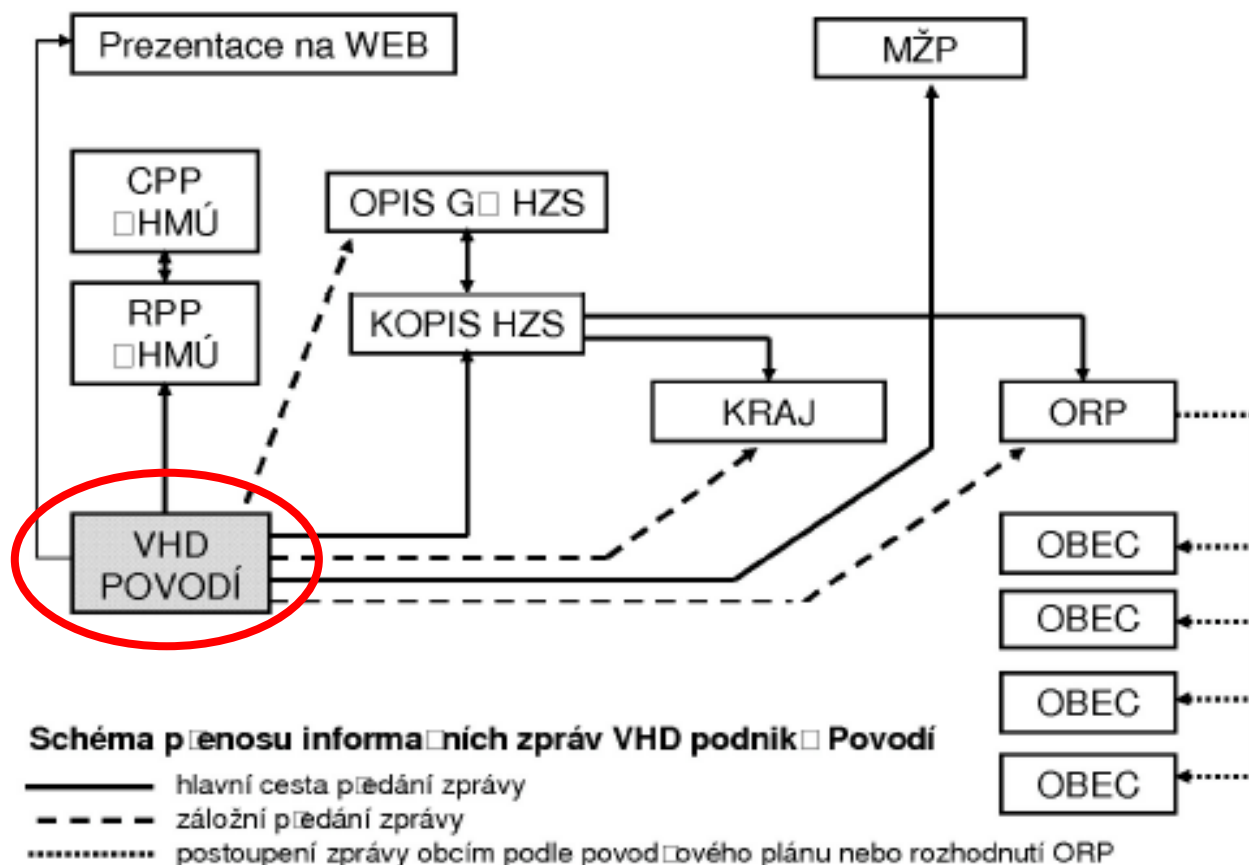 Prezentace na WEB
MŽP
CPP
□HMÚ
OPIS G□ HZS
RPP
□HMÚ
KOPIS HZS
KRAJ
ORP
VHD
POVODÍ
OBEC
OBEC
OBEC
OBEC
Schéma p□enosu informa□ních zpráv VHD podnik□ Povodí
hlavní cesta p□edání zprávy
záložní p□edání zprávy
postoupení zprávy obcím podle povod□ového plánu nebo rozhodnutí ORP